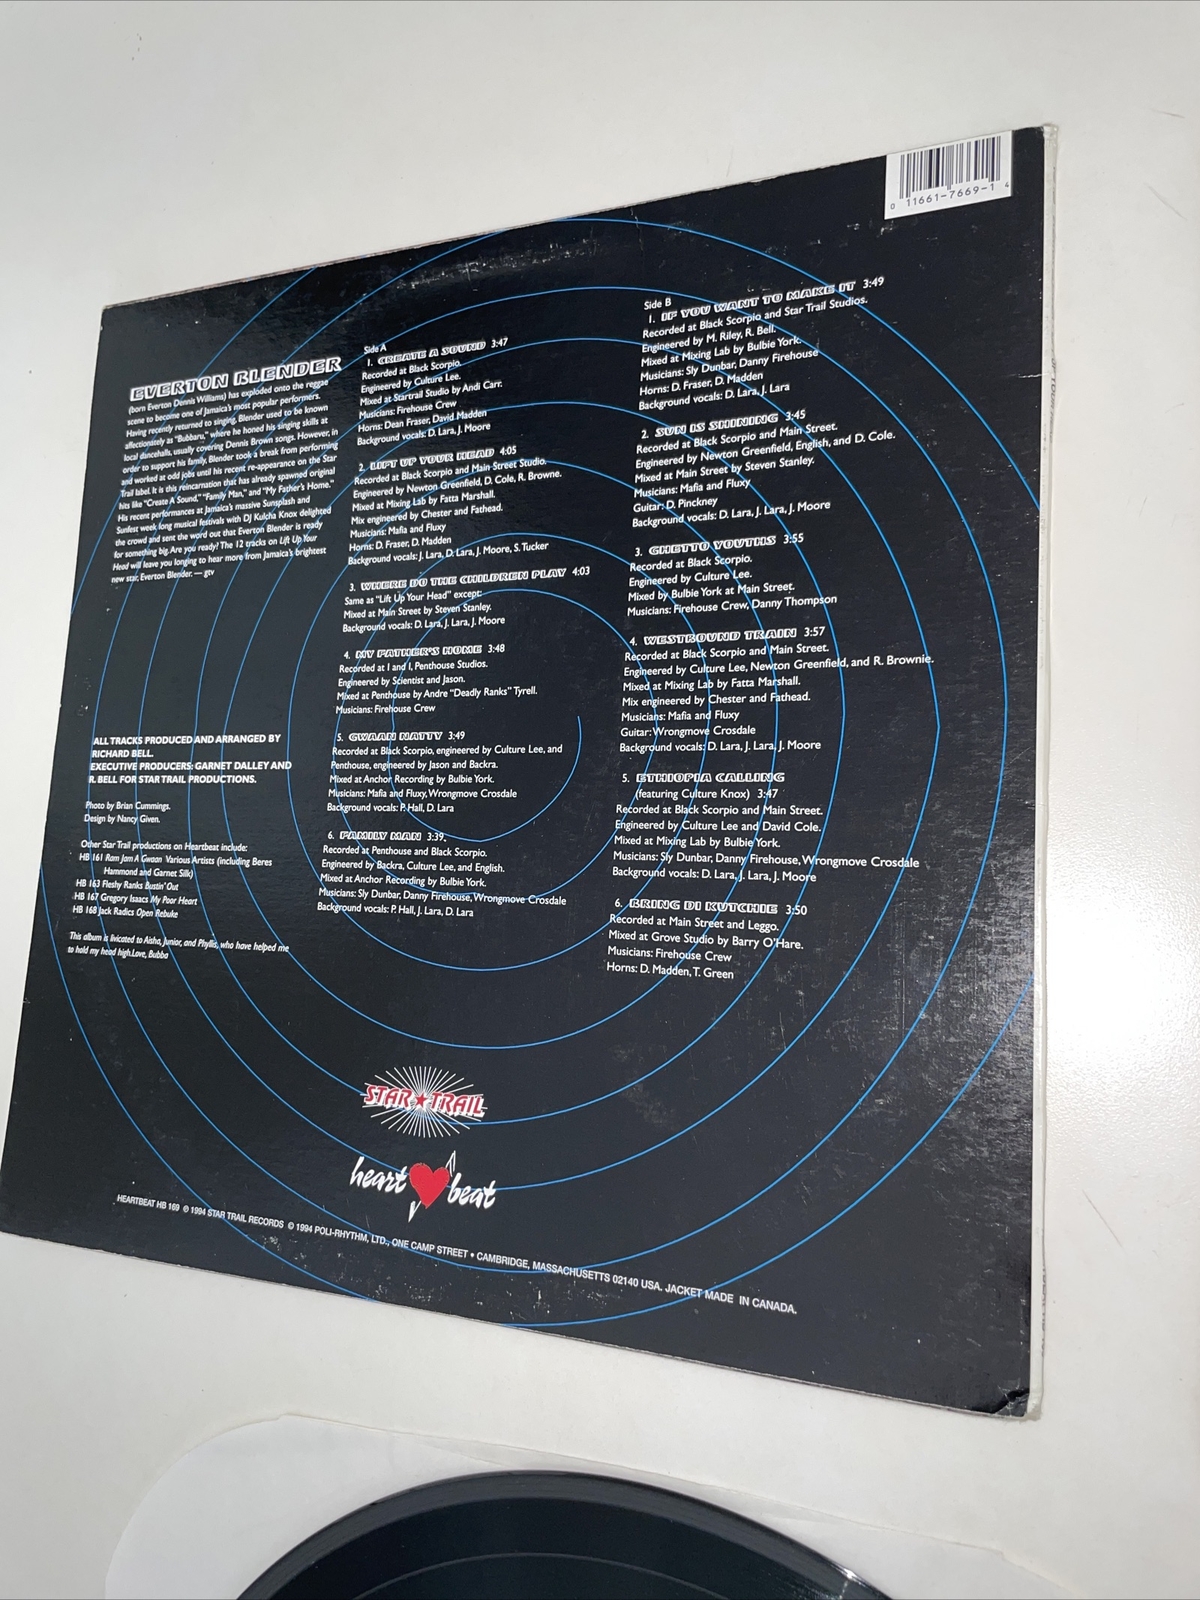 0 11661-7669-1 4
EVERTON BLENDER
(born Everton Dennis Williams) has exploded onto the reggae
scene to become one of Jamaica's most popular performers.
Having recently returned to singing, Blender used to be known
affectionately as "Bubbaru," where he honed his singing skills at
local dancehalls, usually covering Dennis Brown songs. However, in
order to support his family, Blender took a break from performing
and worked at odd jobs until his recent re-appearance on the Star
Trail label. It is this reincarnation that has already spawned original
hits like "Create A Sound," "Family Man," and "My Father's Home."
His recent performances at Jamaica's massive Sunsplash and
Sunfest week long musical festivals with DJ Kulcha Knox delighted
the crowd and sent the word out that Everton Blender is ready
for something big. Are you ready? The 12 tracks on Lift Up Your
Head will leave you longing to hear more from Jamaica's brightest
new star, Everton Blender. — gtv
ALL TRACKS PRODUCED AND ARRANGED BY
RICHARD BELL.
EXECUTIVE PRODUCERS: GARNET DALLEY AND
R. BELL FOR STAR TRAIL PRODUCTIONS.
Photo by Brian Cummings.
Design by Nancy Given.
Other Star Trail productions on Heartbeat include:
HB 161 Ram Jam A Gwaan Various Artists (including Beres
Hammond and Garnet Silk)
HB 163 Fleshy Ranks Bustin' Out
HB 167 Gregory Isaacs My Poor Heart
HB 168 Jack Radics Open Rebuke
This album is livicated to Aisha, Junior, and Phyllis, who have helped me
to hold my head high. Love, Bubba
Side A
1. CREATE A SOUND 3:47
Recorded at Black Scorpio.
Engineered by Culture Lee.
Mixed at Startrail Studio by Andi Carr.
Musicians: Firehouse Crew
Horns: Dean Fraser, David Madden
Background vocals: D. Lara, J. Moore
2. LIFT UP YOUR HEAD 4:05
Recorded at Black Scorpio and Main Street Studio.
Engineered by Newton Greenfield, D. Cole, R. Browne.
Mixed at Mixing Lab by Fatta Marshall.
Mix engineered by Chester and Fathead.
Musicians: Mafia and Fluxy
Horns: D. Fraser, D. Madden
Background vocals: J. Lara, D. Lara, J. Moore, S. Tucker
3. WHERE DO THE CHILDREN PLAY 4:03
Same as "Lift Up Your Head" except:
Mixed at Main Street by Steven Stanley.
Background vocals: D. Lara, J. Lara, J. Moore
4. MY FATHER'S HOME 3:48
Recorded at I and I, Penthouse Studios.
Engineered by Scientist and Jason.
Mixed at Penthouse by Andre "Deadly Ranks" Tyrell.
Musicians: Firehouse Crew
5. GWAAN NATTY 3:49
Recorded at Black Scorpio, engineered by Culture Lee, and
Penthouse, engineered by Jason and Backra.
Mixed at Anchor Recording by Bulbie York.
Musicians: Mafia and Fluxy, Wrongmove Crosdale
Background vocals: P. Hall, D. Lara
6. FAMILY MAN 3:39.
Recorded at Penthouse and Black Scorpio.
Engineered by Backra, Culture Lee, and English.
Mixed at Anchor Recording by Bulbie York.
Musicians: Sly Dunbar, Danny Firehouse, Wrongmove Crosdale
Background vocals: P. Hall, J. Lara, D. Lara
Side B
1. IF YOU WANT TO MAKE IT 3:49
Recorded at Black Scorpio and Star Trail Studios.
Engineered by M. Riley, R. Bell.
Mixed at Mixing Lab by Bulbie York.
Musicians: Sly Dunbar, Danny Firehouse
Horns: D. Fraser, D. Madden
Background vocals: D. Lara, J. Lara
2. SUN IS SHINING 3:45
Recorded at Black Scorpio and Main Street.
Engineered by Newton Greenfield, English, and D. Cole.
Mixed at Main Street by Steven Stanley.
Musicians: Mafia and Fluxy
Guitar: D. Pinckney
Background vocals: D. Lara, J. Lara, J. Moore
3. GHETTO YOUTHS 3:55
Recorded at Black Scorpio.
Engineered by Culture Lee.
Mixed by Bulbie York at Main Street.
Musicians: Firehouse Crew, Danny Thompson
4. WESTBOUND TRAIN 3:57
Recorded at Black Scorpio and Main Street.
Engineered by Culture Lee, Newton Greenfield, and R. Brownie.
Mixed at Mixing Lab by Fatta Marshall.
Mix engineered by Chester and Fathead.
Musicians: Mafia and Fluxy
Guitar: Wrongmove Crosdale
Background vocals: D. Lara, J. Lara, J. Moore
5. ETHIOPIA CALLING
(featuring Culture Knox) 3:47
Recorded at Black Scorpio and Main Street.
Engineered by Culture Lee and David Cole.
Mixed at Mixing Lab by Bulbie York.
Musicians: Sly Dunbar, Danny Firehouse, Wrongmove Crosdale
Background vocals: D. Lara, J. Lara, J. Moore
6. BRING DI KUTCHIE 3:50
Recorded at Main Street and Leggo.
Mixed at Grove Studio by Barry O'Hare.
Musicians: Firehouse Crew
Horns: D. Madden, T. Green
STAR TRAIL
heart beat
HEARTBEAT HB 169 ℗ 1994 STAR TRAIL RECORDS © 1994 POLI-RHYTHM, LTD., ONE CAMP STREET • CAMBRIDGE, MASSACHUSETTS 02140 USA. JACKET MADE IN CANADA.